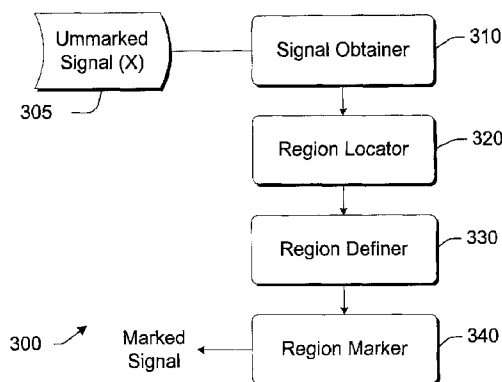 Ummarked
Signal (X)
305
Signal Obtainer
310
Region Locator
320
Region Definer
330
300
Marked
Signal
Region Marker
340